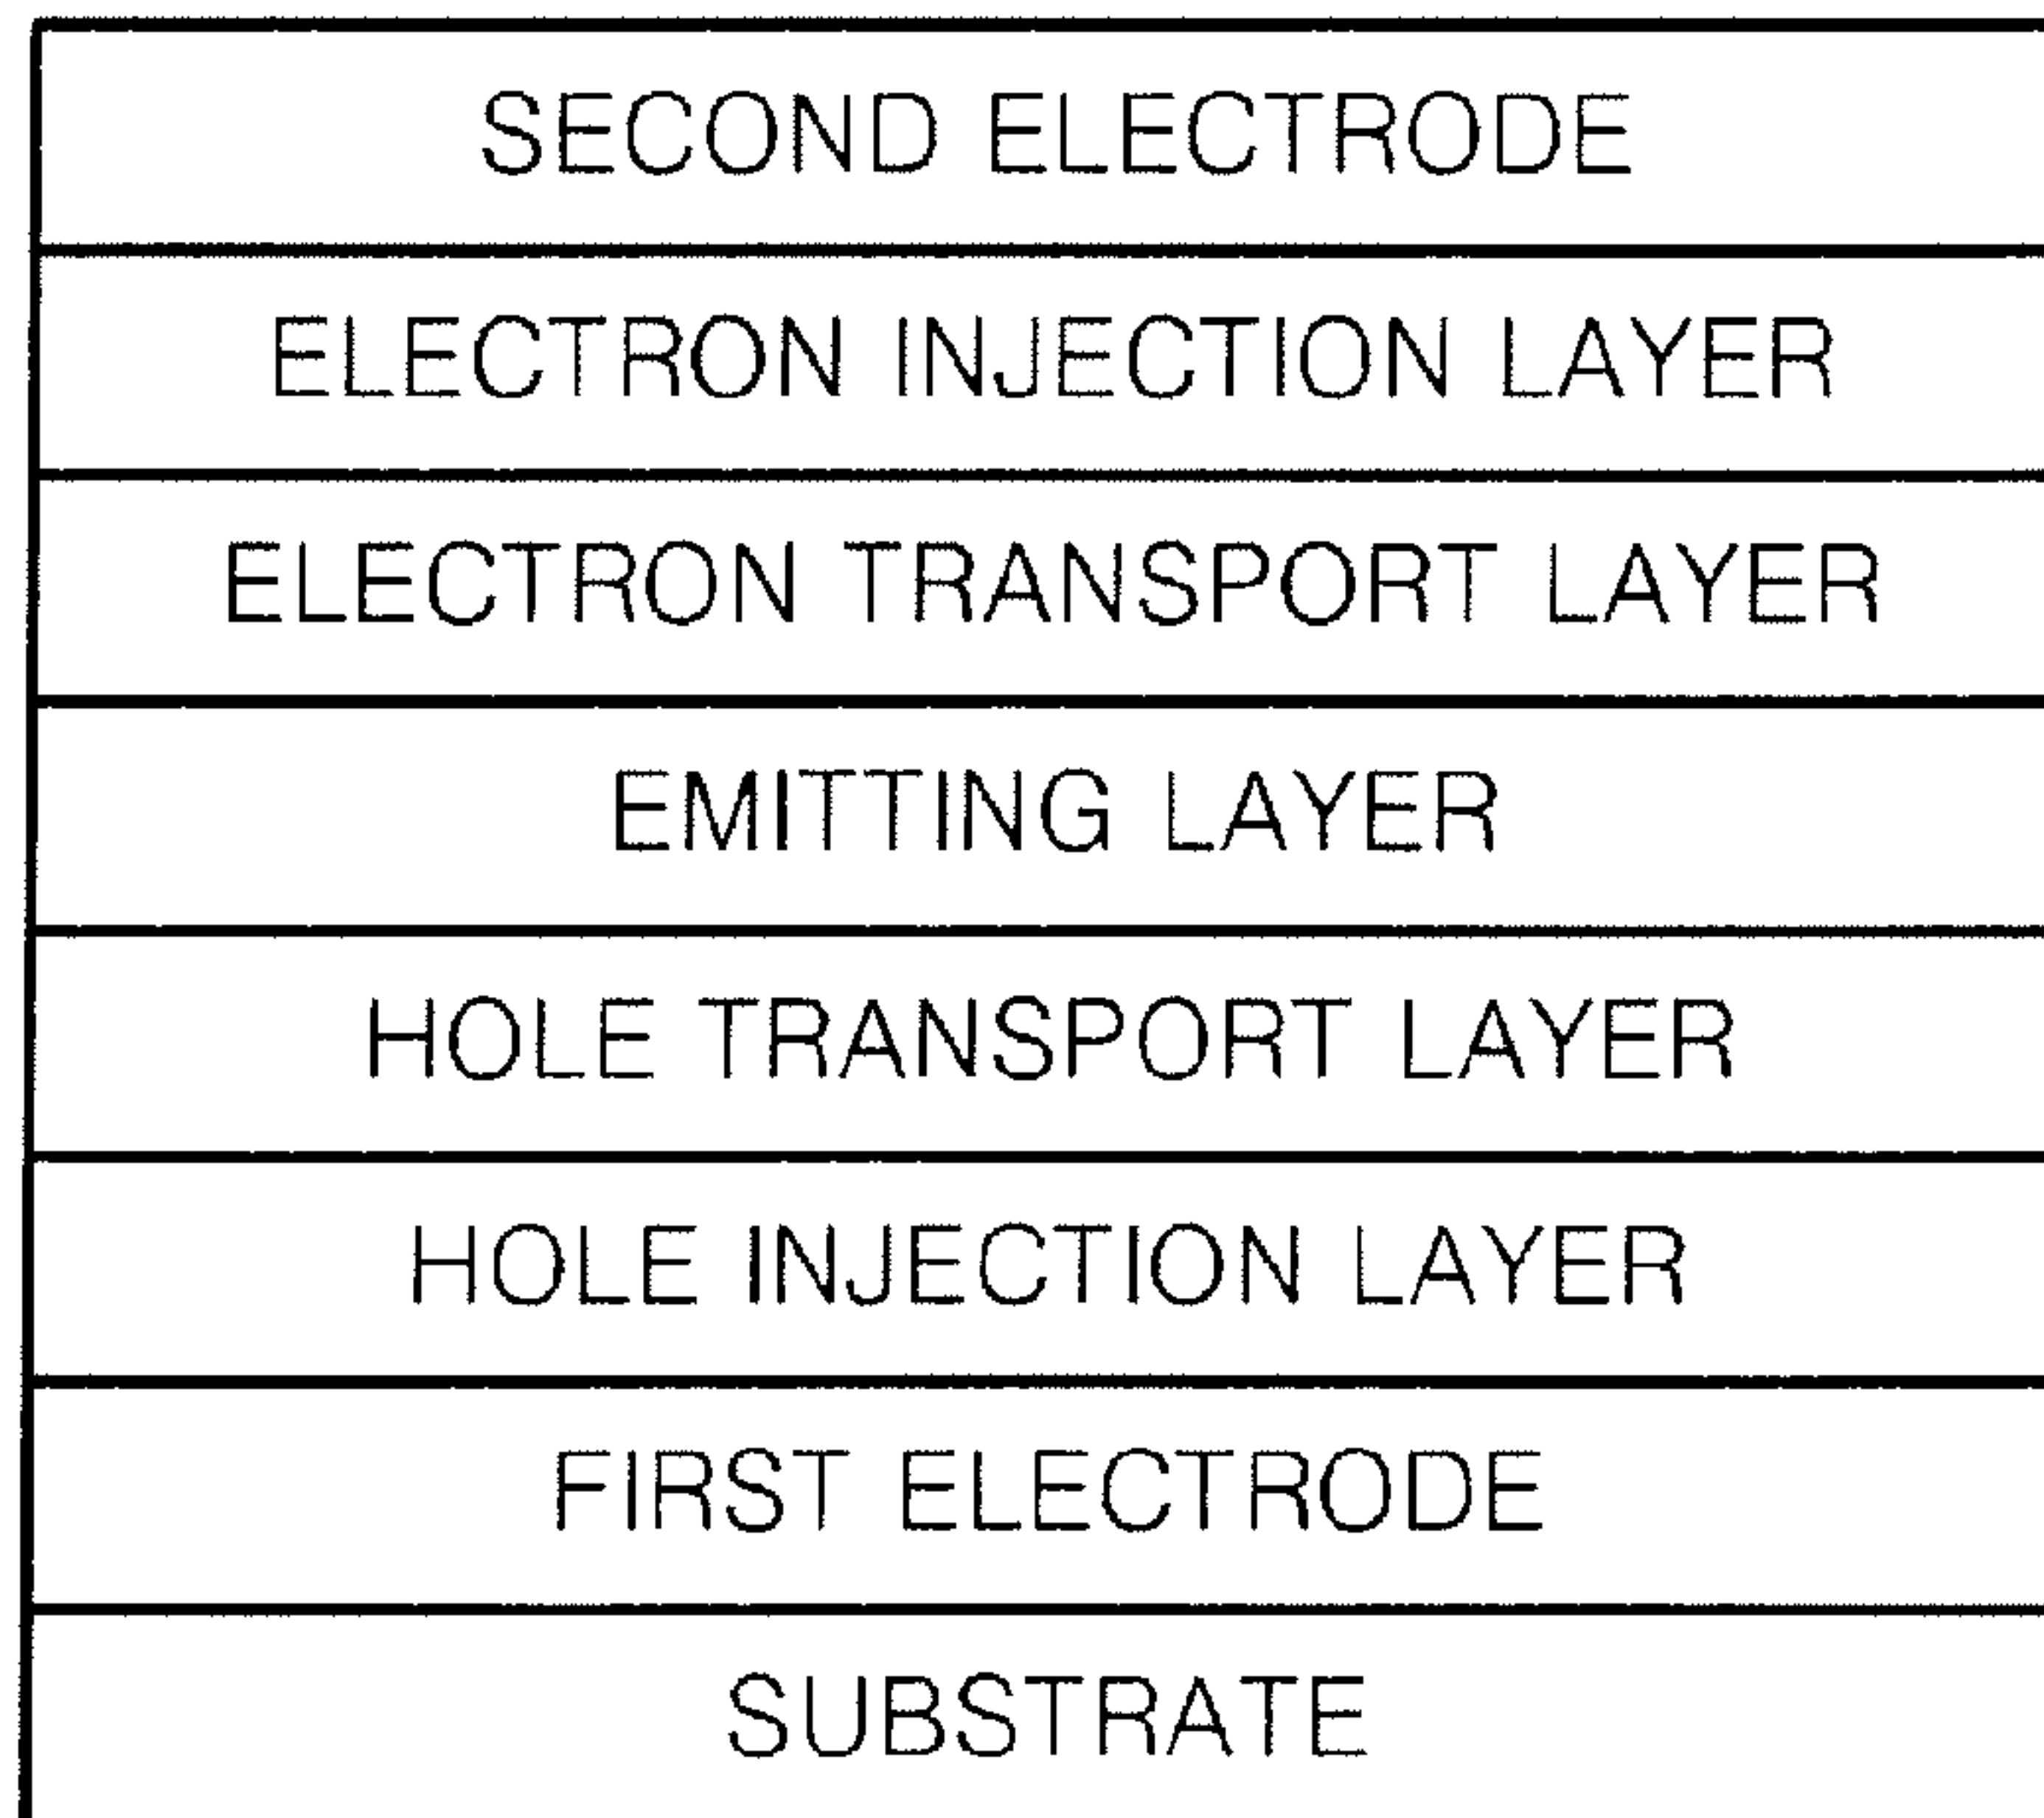 SECOND ELECTRODE
ELECTRON INJECTION LAYER
ELECTRON TRANSPORT LAYER
EMITTING LAYER
HOLE TRANSPORT LAYER
HOLE INJECTION LAYER
FIRST ELECTRODE
SUBSTRATE